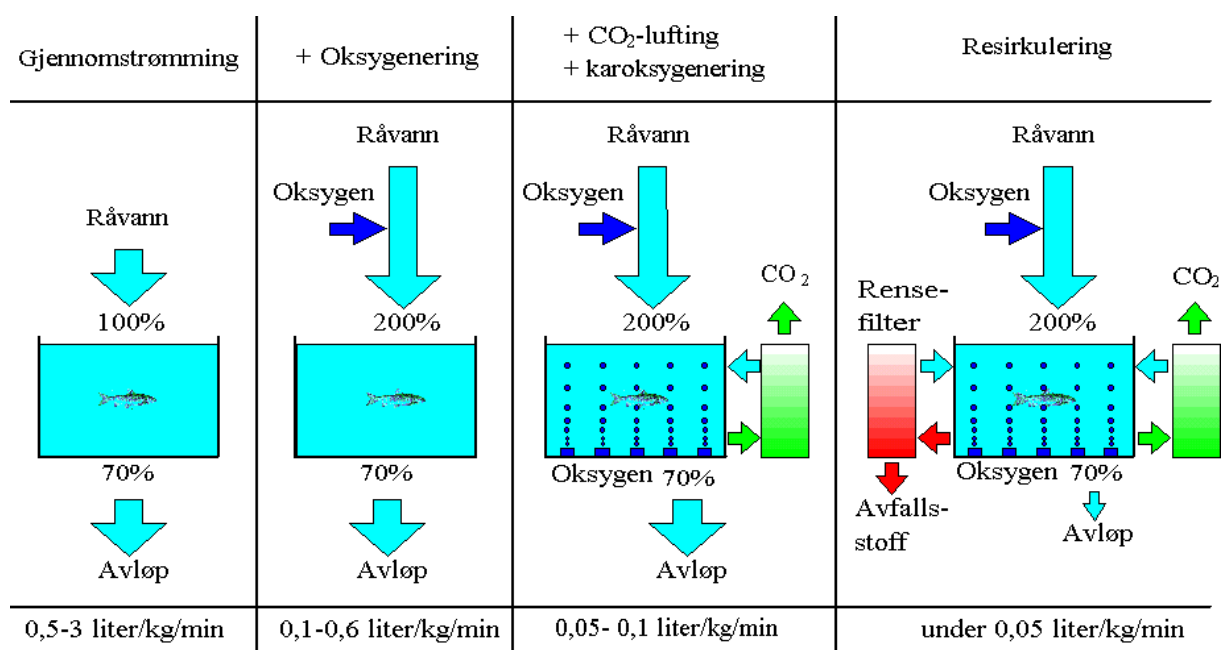 Gjennomstrømming
+ Oksygenering
+ CO2-lufting
+ karoksygenering
Resirkulering
Råvann
100%
70%
Avløp
Råvann
Oksygen
200%
70%
Avløp
Råvann
Oksygen
CO 2
200%
Oksygen 70%
Avløp
Råvann
Oksygen
CO2
Rense-
filter
200%
Oksygen 70%
Avfalls-
stoff
Avløp
0,5-3 liter/kg/min
0,1-0,6 liter/kg/min
0,05- 0,1 liter/kg/min
under 0,05 liter/kg/min